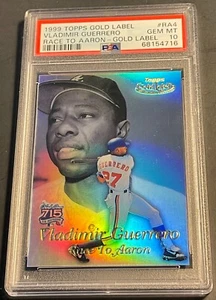 1999 TOPPS GOLD LABEL #RA4
VLADIMIR GUERRERO GEM MT
RACE TO AARON-GOLD LABEL 10
PSA 68154716
Topps
Gold Label
GUERRERO
27
715
Vladimir Guerrero
Race To Aaron